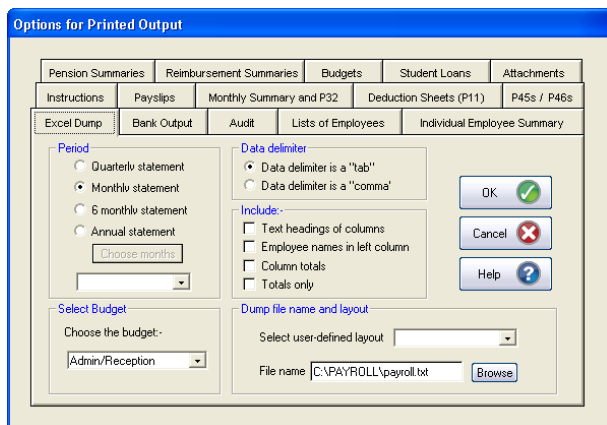 Options for Printed Output
Pension Summaries Reimbursement Summaries Budgets Student Loans Attachments
Instructions Payslips Monthly Summary and P32 Deduction Sheets (P11) P45s / P46s
Excel Dump Bank Output Audit Lists of Employees Individual Employee Summary
Period
Quarterly statement
Monthly statement
6 monthly statement
Annual statement
Choose months
Data delimiter
Data delimiter is a "tab"
Data delimiter is a "comma'
Include:-
Text headings of columns
Employee names in left column
Column totals
Totals only
OK
Cancel
Help
Select Budget
Choose the budget:-
Admin/Reception
Dump file name and layout
Select user-defined layout
File name C:\PAYROLL\payroll.txt Browse